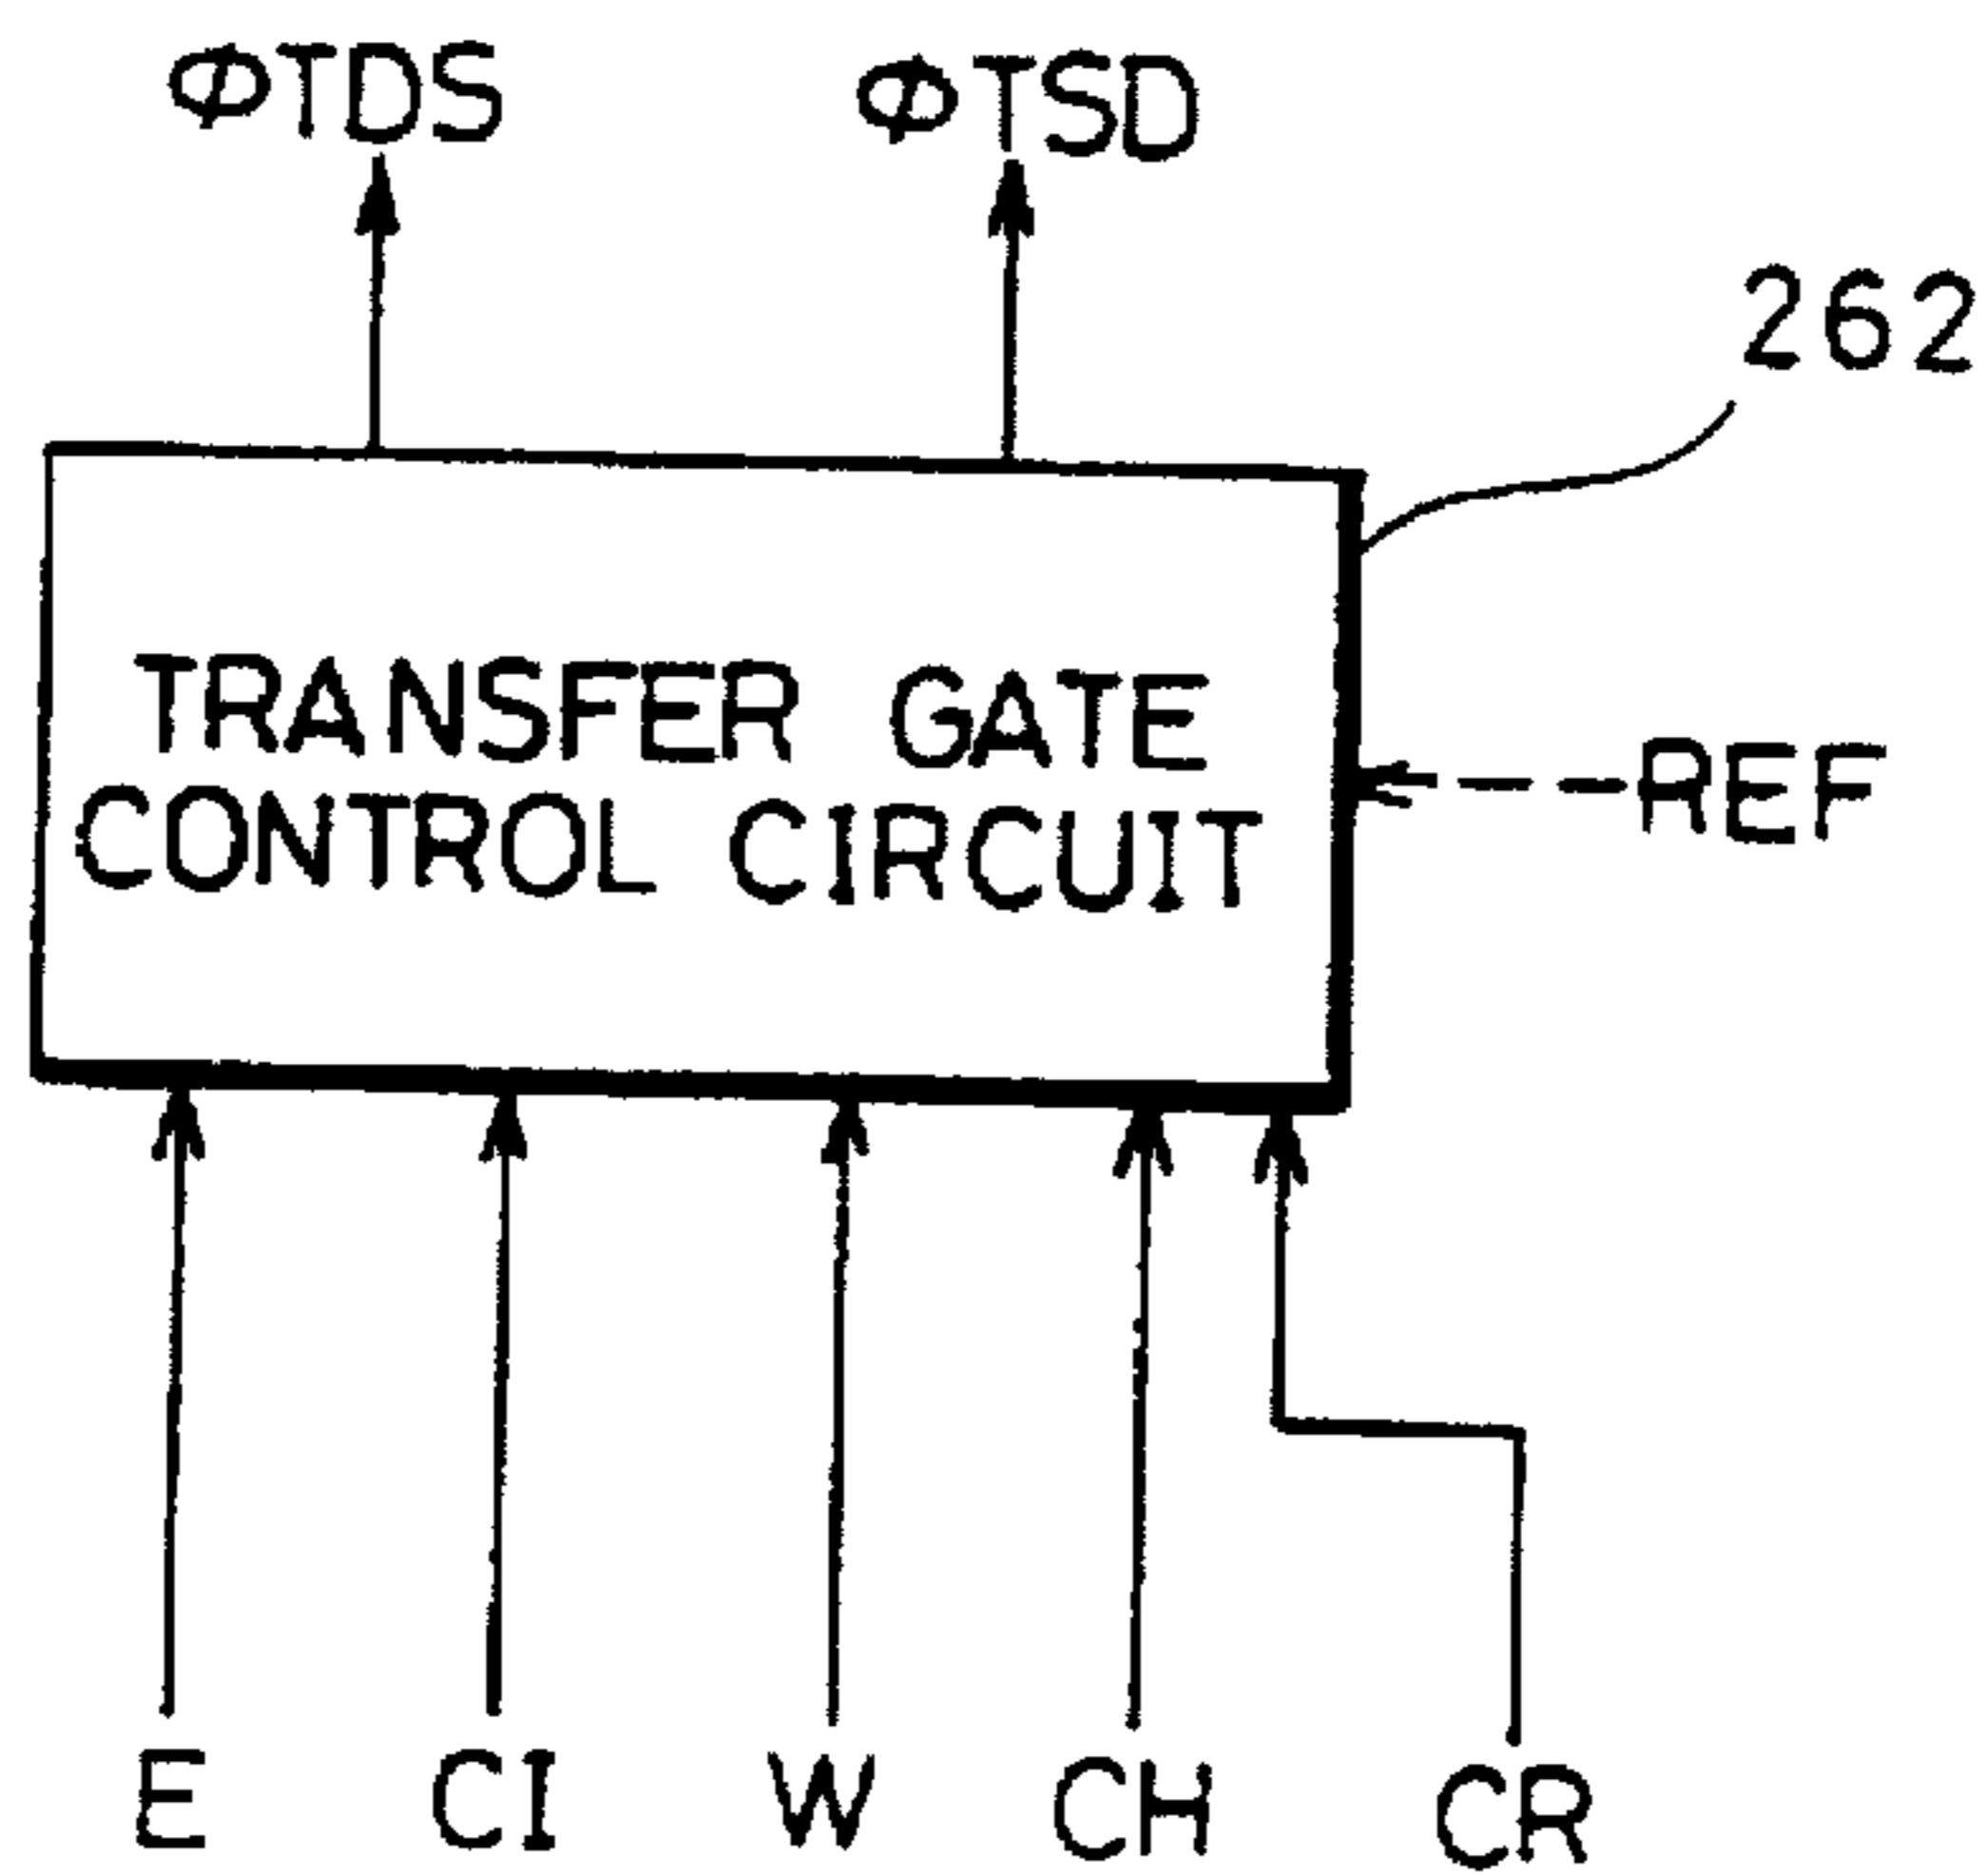 ΦTDS ΦTSD
262
TRANSFER GATE
CONTROL CIRCUIT
REF
E CI W CH CR